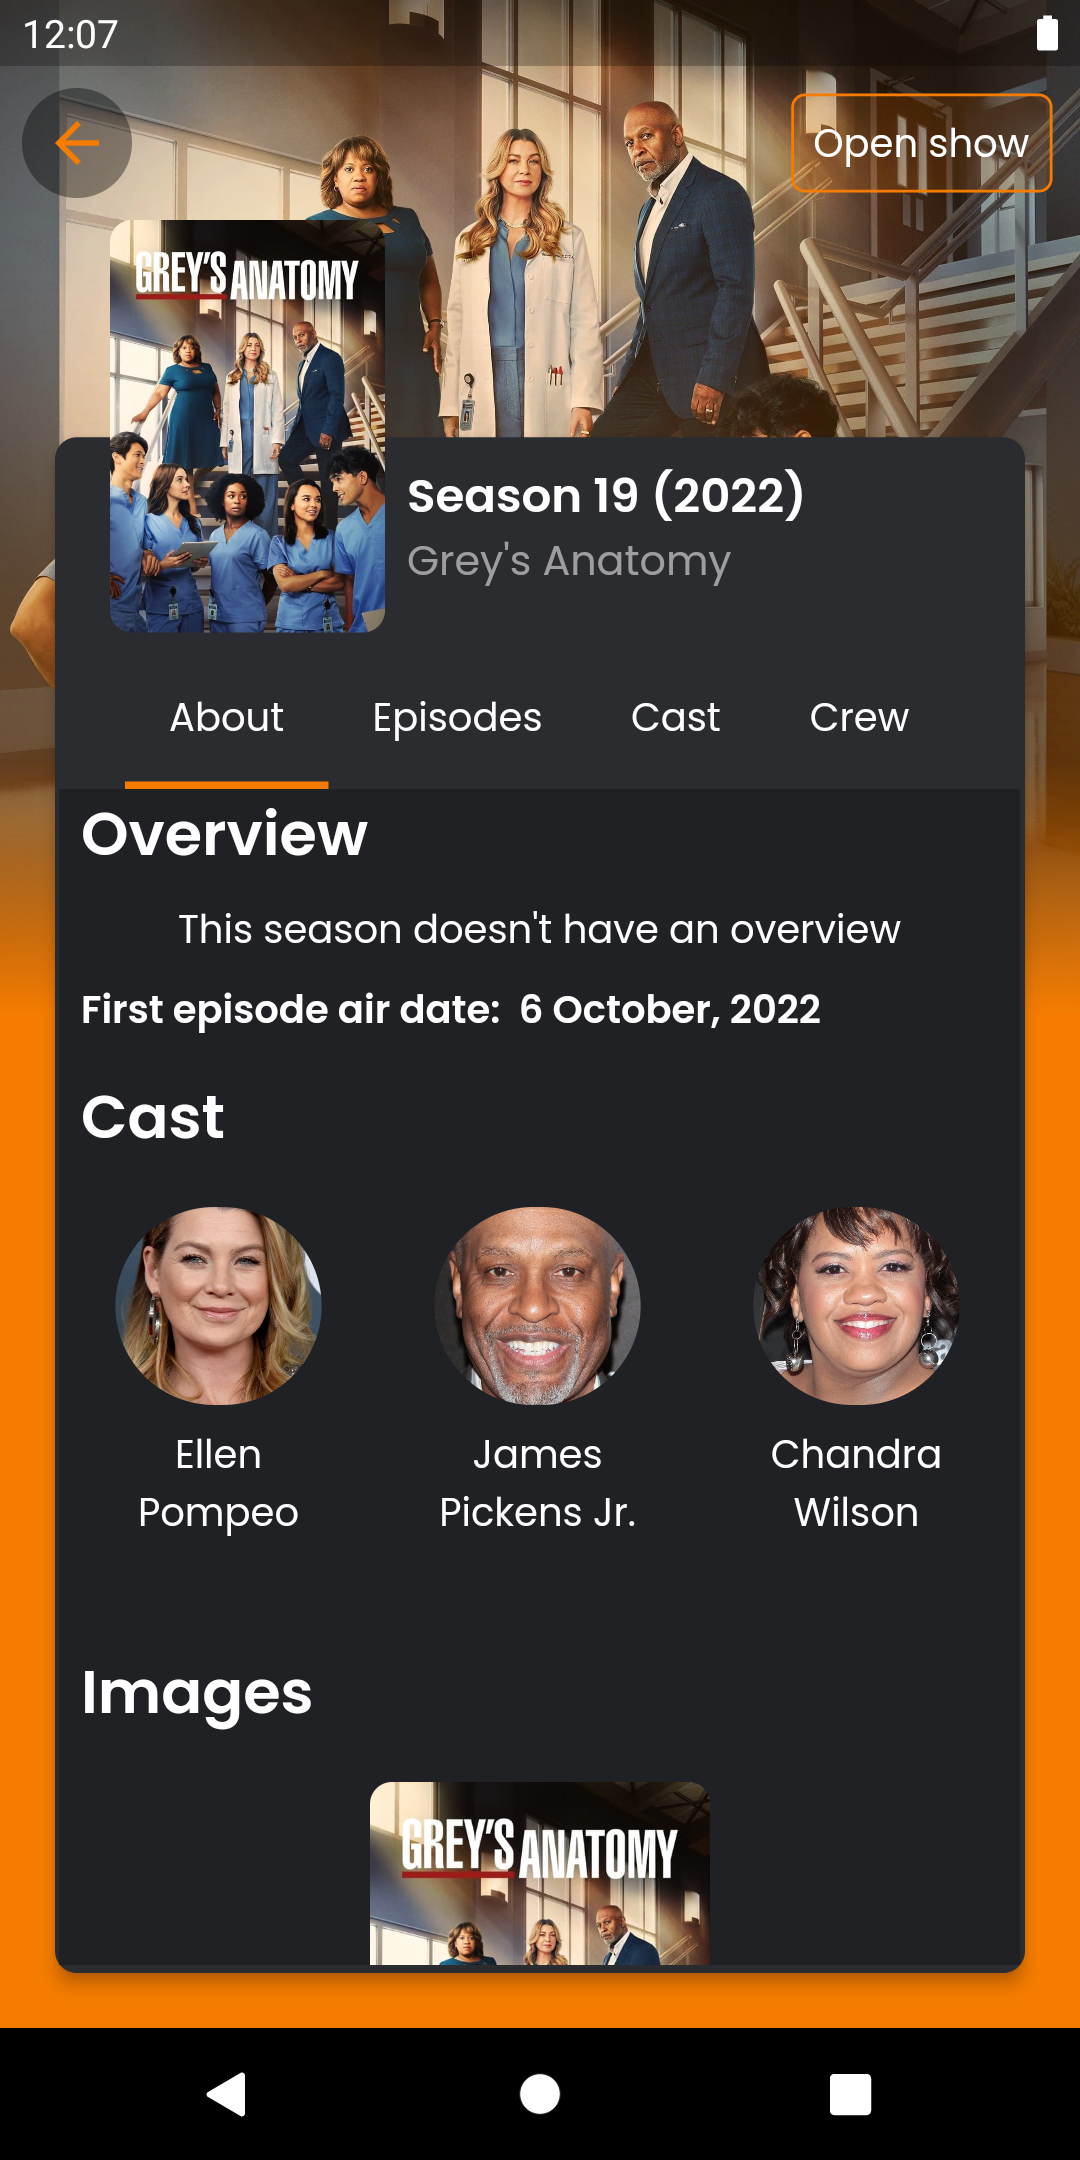 12:07
Open show
GREY'S ANATOMY
Season 19 (2022)
Grey's Anatomy
About Episodes Cast Crew
Overview
This season doesn't have an overview
First episode air date: 6 October, 2022
Cast
Ellen
Pompeo
James
Pickens Jr.
Chandra
Wilson
Images
GREY'S ANATOMY